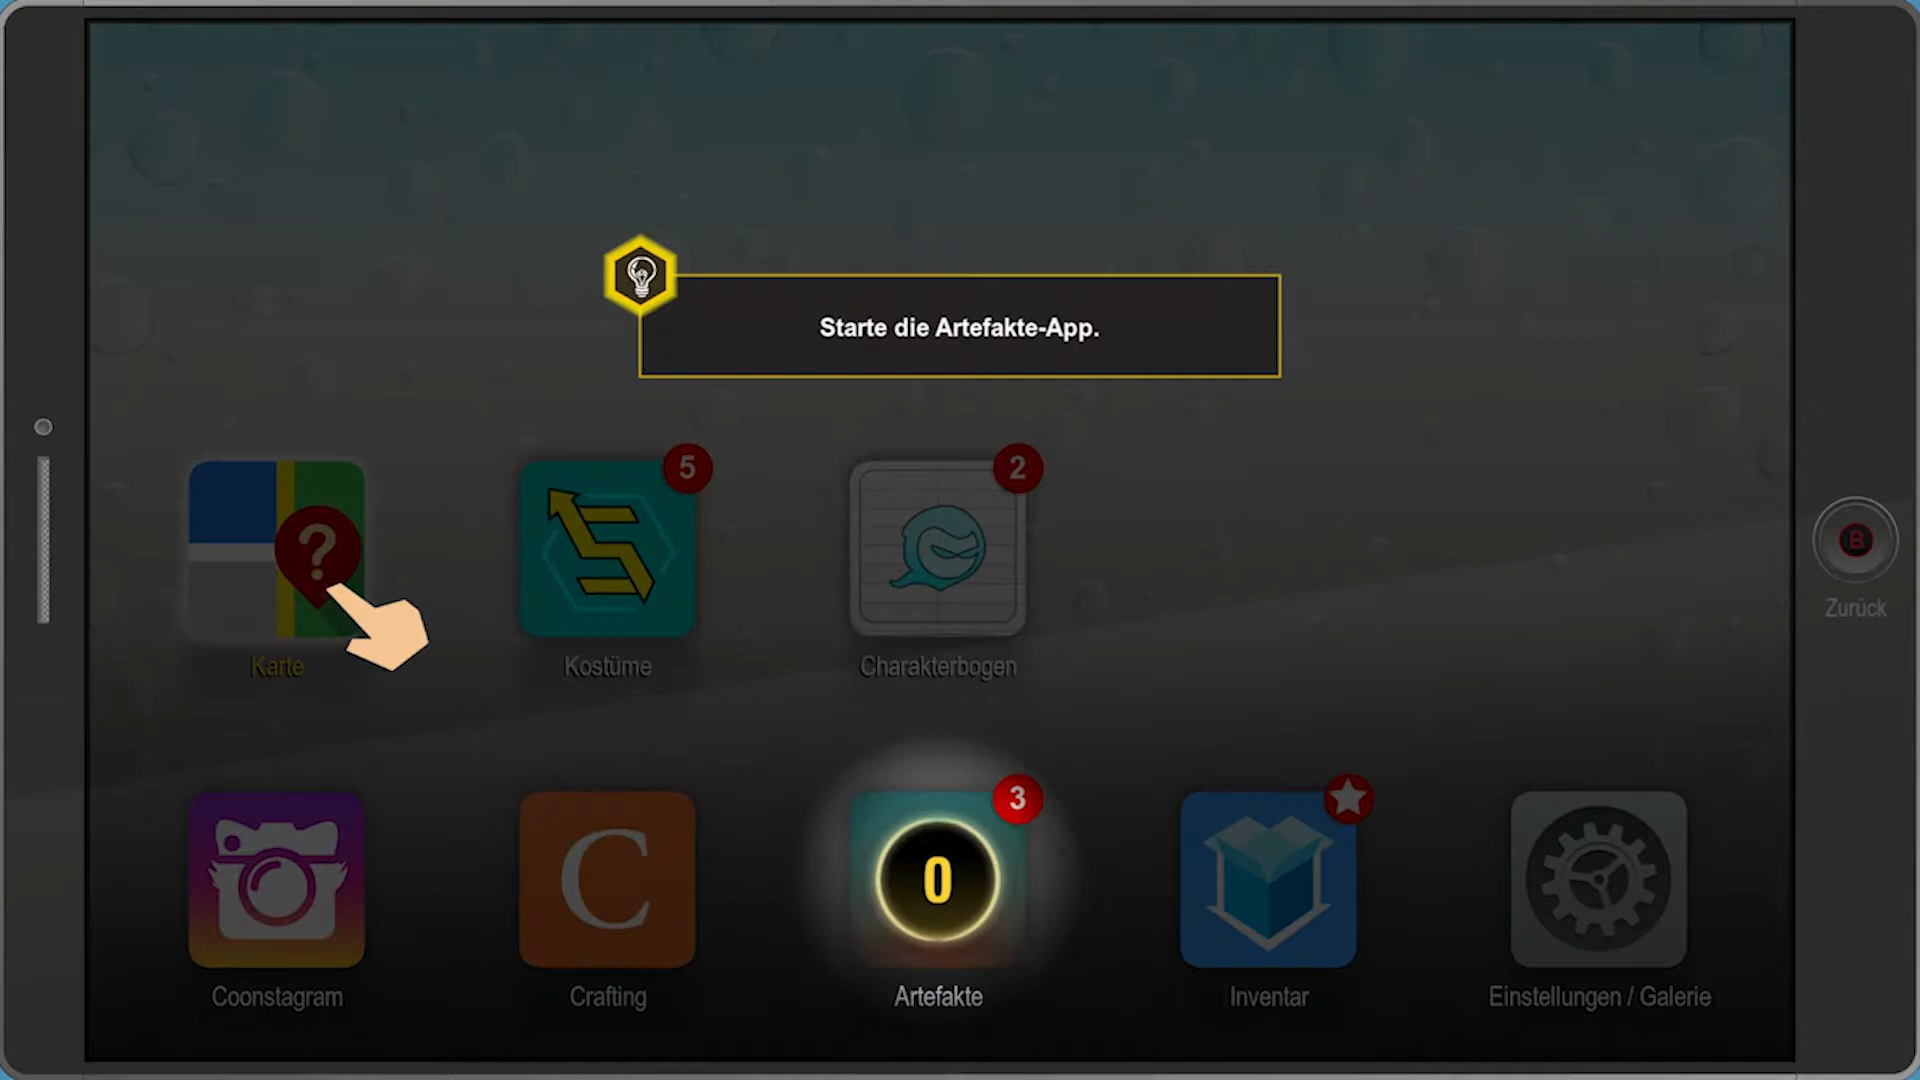 Starte die Artefakte-App.
?
5
2
B
Karte
Kostüme
Charakterbogen
Zurück
C
3
0
Coonstagram
Crafting
Artefakte
Inventar
Einstellungen / Galerie